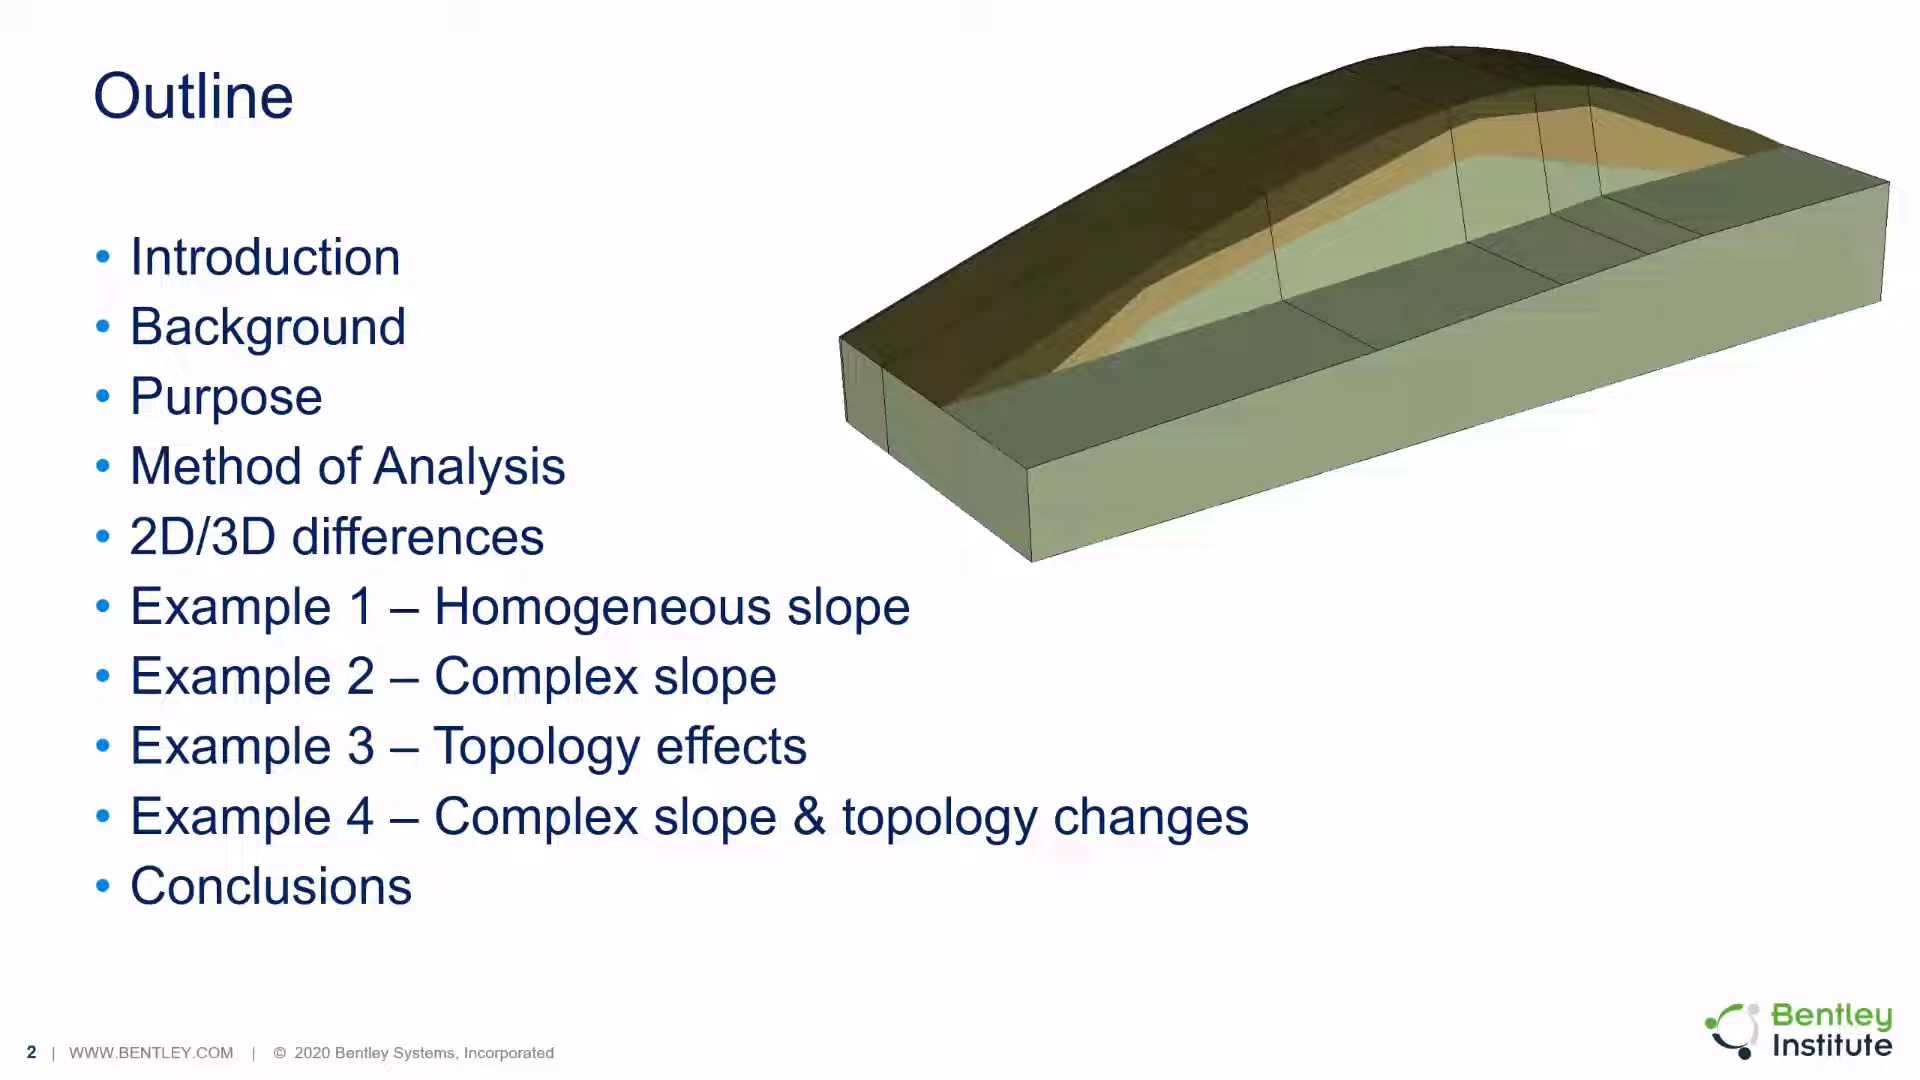 Outline
• Introduction
• Background
• Purpose
• Method of Analysis
• 2D/3D differences
• Example 1 – Homogeneous slope
• Example 2 – Complex slope
• Example 3 – Topology effects
• Example 4 – Complex slope & topology changes
• Conclusions
2 | WWW.BENTLEY.COM | © 2020 Bentley Systems, Incorporated
Bentley
Institute